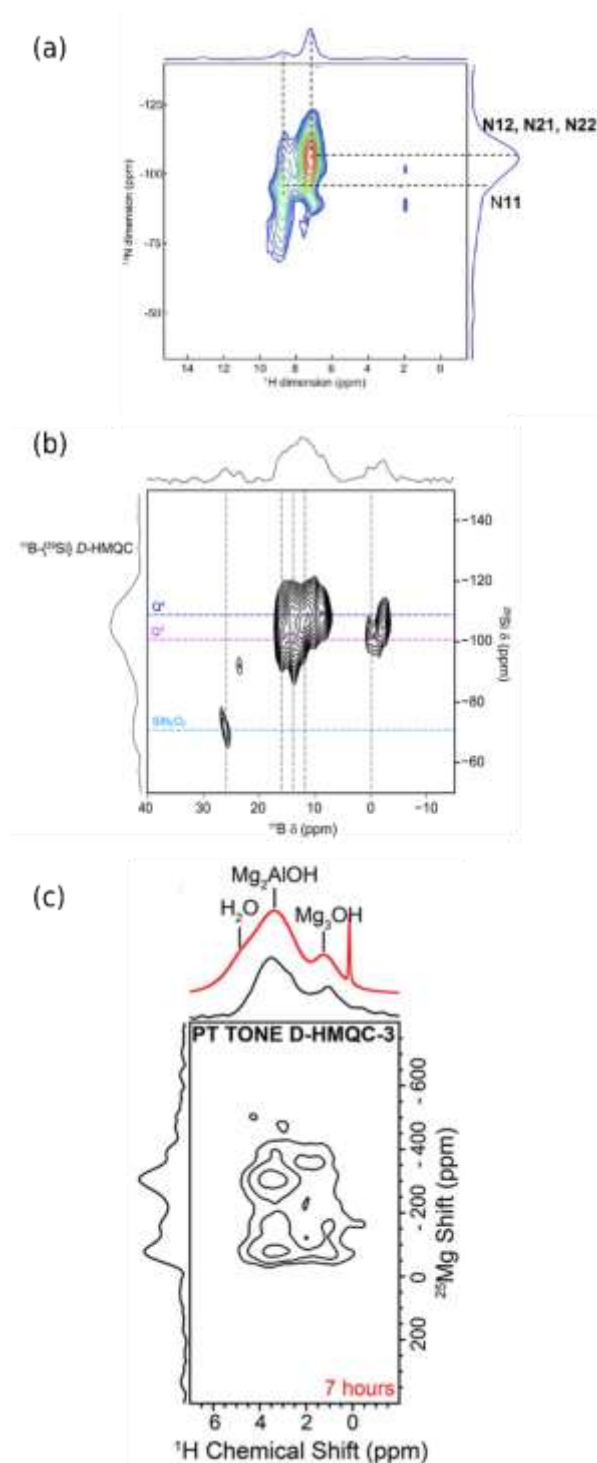 (a)
-125
N12, N21, N22
-100
N11
-75
-50
14 12 10 8 6 4 2 0
¹H dimension (ppm)
(b)
-140
-120
-100
-80
-60
Q⁴
40 30 20 10 0 -10
¹¹B δ (ppm)
²⁹Si δ (ppm)
(c)
Mg₂AlOH
H₂O
Mg₃OH
PT TONE D-HMQC-3
- 600
- 400
- 200
0
200
²⁵Mg Shift (ppm)
7 hours
6 4 2 0
¹H Chemical Shift (ppm)